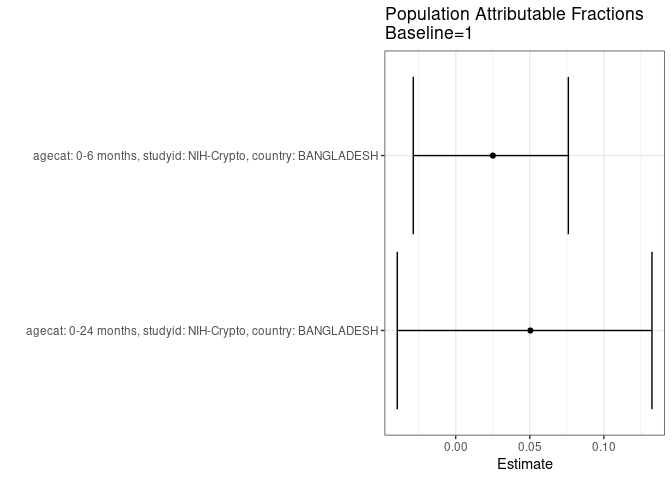 Population Attributable Fractions
Baseline=1
agecat: 0-6 months, studyid: NIH-Crypto, country: BANGLADESH
agecat: 0-24 months, studyid: NIH-Crypto, country: BANGLADESH
0.00 0.05 0.10
Estimate